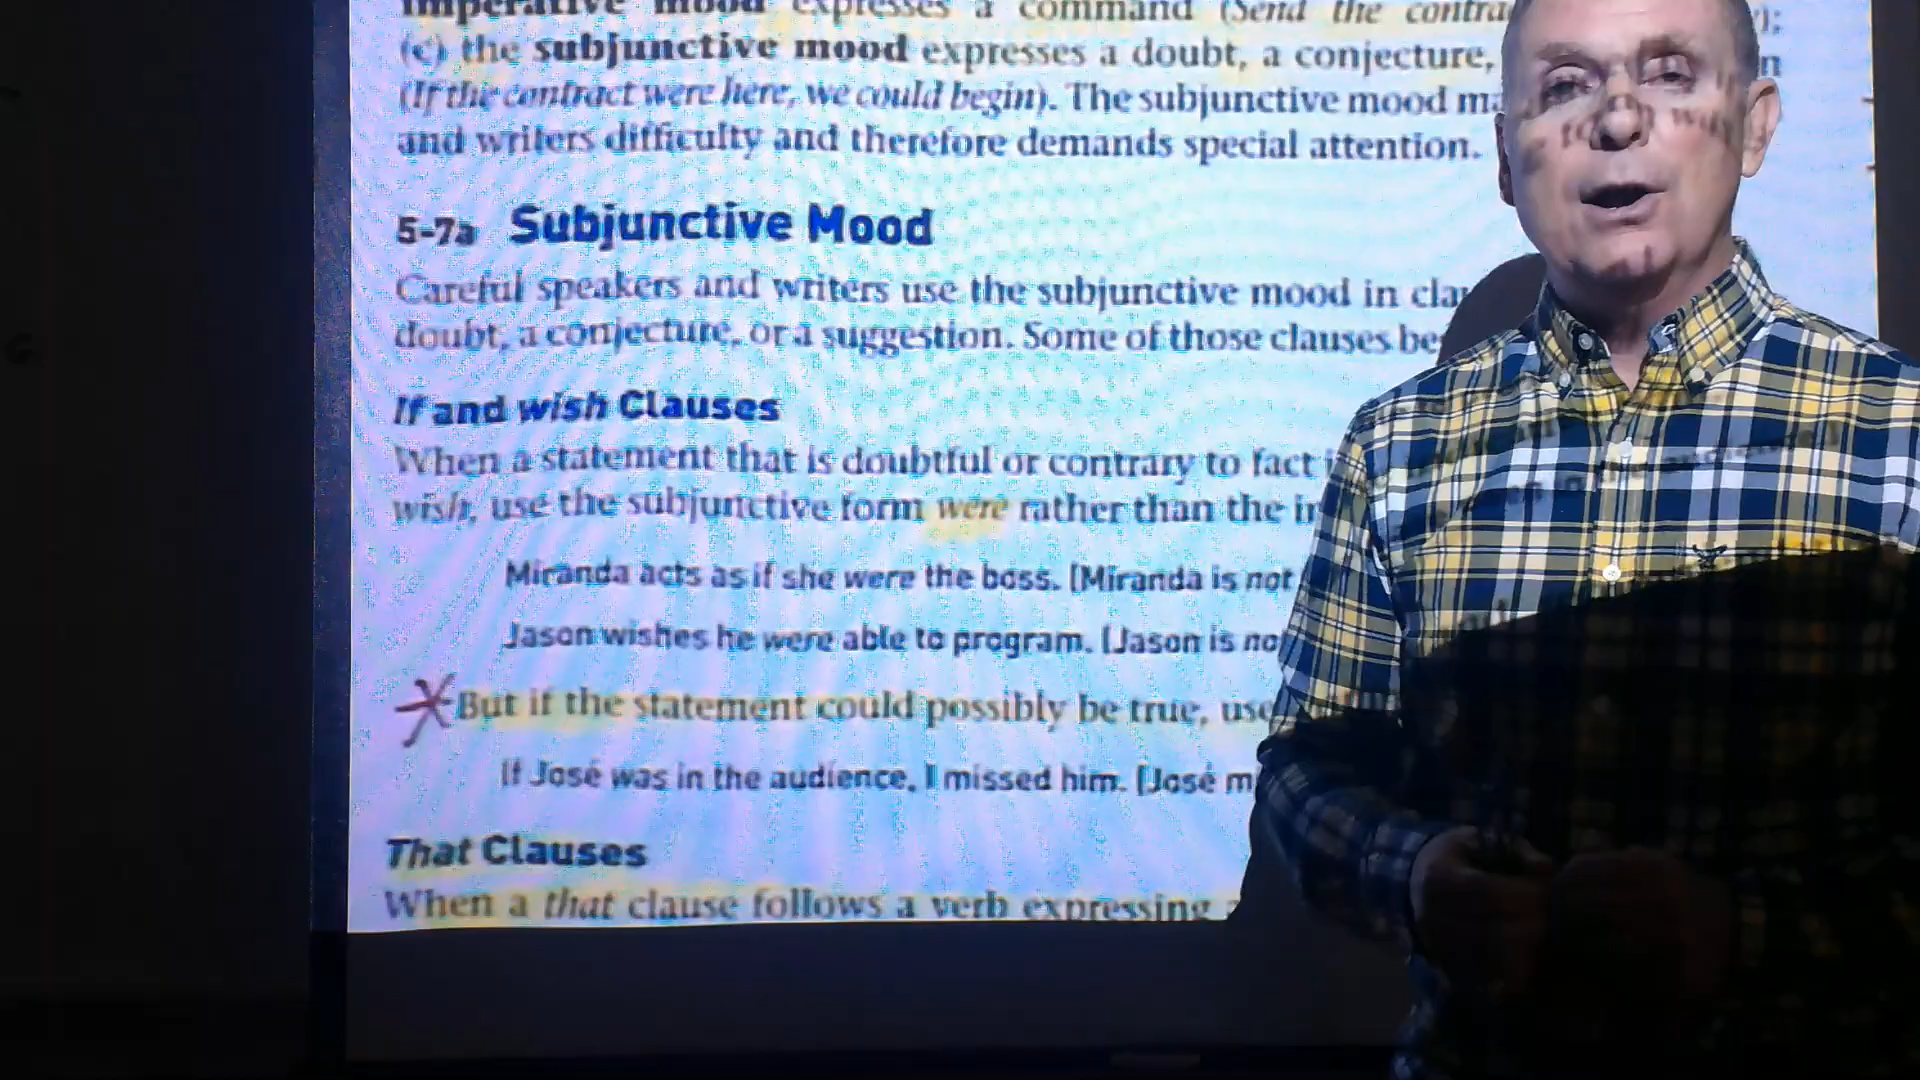 imperative mood expresses a command (Send the
(c) the subjunctive mood expresses a doubt, a conjecture,
(If the contract were here, we could begin). The subjunctive mood
and writers difficulty and therefore demands special attention.
5-7a Subjunctive Mood
Careful speakers and writers use the subjunctive mood in
doubt, a conjecture, or a suggestion. Some of those clauses
If and wish Clauses
When a statement that is doubtful or contrary to fact
wish, use the subjunctive form were rather than the
Miranda acts as if she were the boss. (Miranda is not
Jason wishes he were able to program. (Jason is
But if the statement could possibly be true,
If José was in the audience, I missed him. (José
That Clauses
When a that clause follows a verb expressing